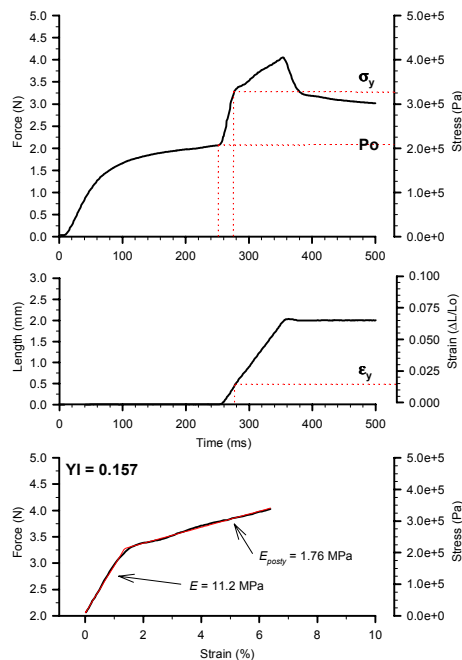 5.0
4.5
4.0
3.5
3.0
2.5
2.0
1.5
1.0
0.5
0.0
Force (N)
0 100 200 300 400 500
5.0e+5
4.0e+5
3.0e+5
2.0e+5
1.0e+5
0.0e+0
Stress (Pa)
σy
Po
3.0
2.5
2.0
1.5
1.0
0.5
0.0
Length (mm)
0 100 200 300 400 500
Time (ms)
0.100
0.075
0.050
0.025
0.000
Strain (ΔL/Lo)
εy
YI = 0.157
5.0
4.5
4.0
3.5
3.0
2.5
2.0
Force (N)
0 2 4 6 8 10
Strain (%)
5.0e+5
4.0e+5
3.0e+5
2.0e+5
1.0e+5
0.0e+0
Stress (Pa)
Eposty = 1.76 MPa
E = 11.2 MPa